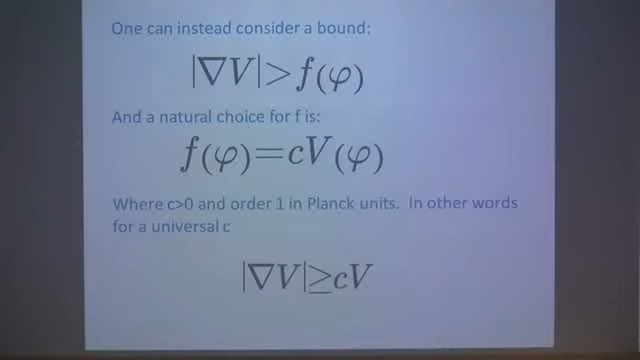 One can instead consider a bound:
|∇V|>f(φ)
And a natural choice for f is:
f(φ)=cV(φ)
Where c>0 and order 1 in Planck units.  In other words
for a universal c
|∇V|≥cV